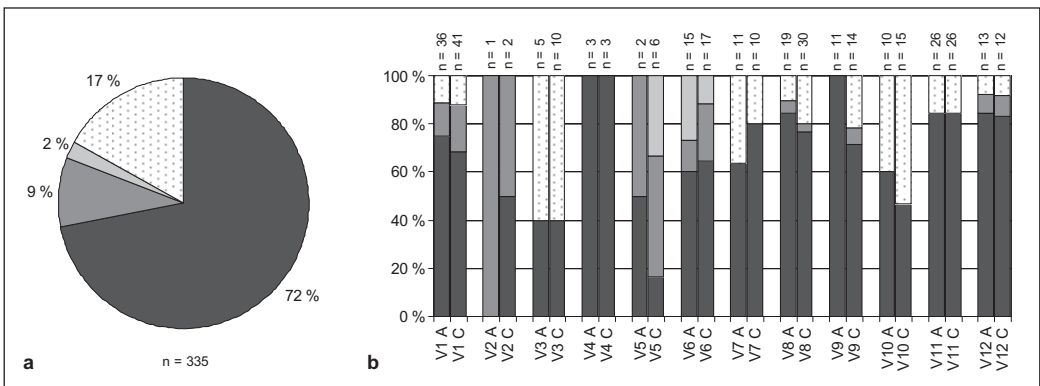 17 %
2 %
9 %
72 %
a
n = 335
n = 36
n = 41
n = 1
n = 2
n = 5
n = 10
n = 3
n = 3
n = 2
n = 6
n = 15
n = 17
n = 11
n = 10
n = 19
n = 30
n = 11
n = 14
n = 10
n = 15
n = 26
n = 26
n = 13
n = 12
100 %
80 %
60 %
40 %
20 %
0 %
b
V1 A
V1 C
V2 A
V2 C
V3 A
V3 C
V4 A
V4 C
V5 A
V5 C
V6 A
V6 C
V7 A
V7 C
V8 A
V8 C
V9 A
V9 C
V10 A
V10 C
V11 A
V11 C
V12 A
V12 C